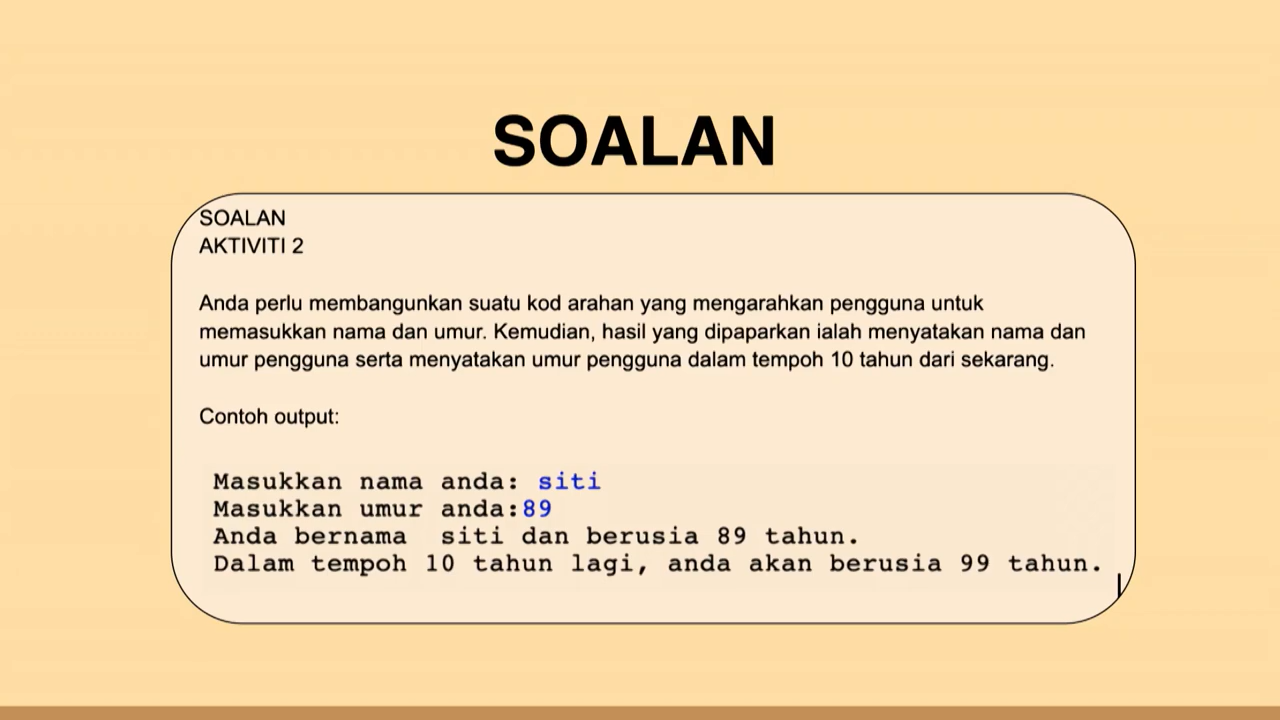 SOALAN
SOALAN
AKTIVITI 2
Anda perlu membangunkan suatu kod arahan yang mengarahkan pengguna untuk
memasukkan nama dan umur. Kemudian, hasil yang dipaparkan ialah menyatakan nama dan
umur pengguna serta menyatakan umur pengguna dalam tempoh 10 tahun dari sekarang.
Contoh output:
Masukkan nama anda: siti
Masukkan umur anda:89
Anda bernama  siti dan berusia 89 tahun.
Dalam tempoh 10 tahun lagi, anda akan berusia 99 tahun.